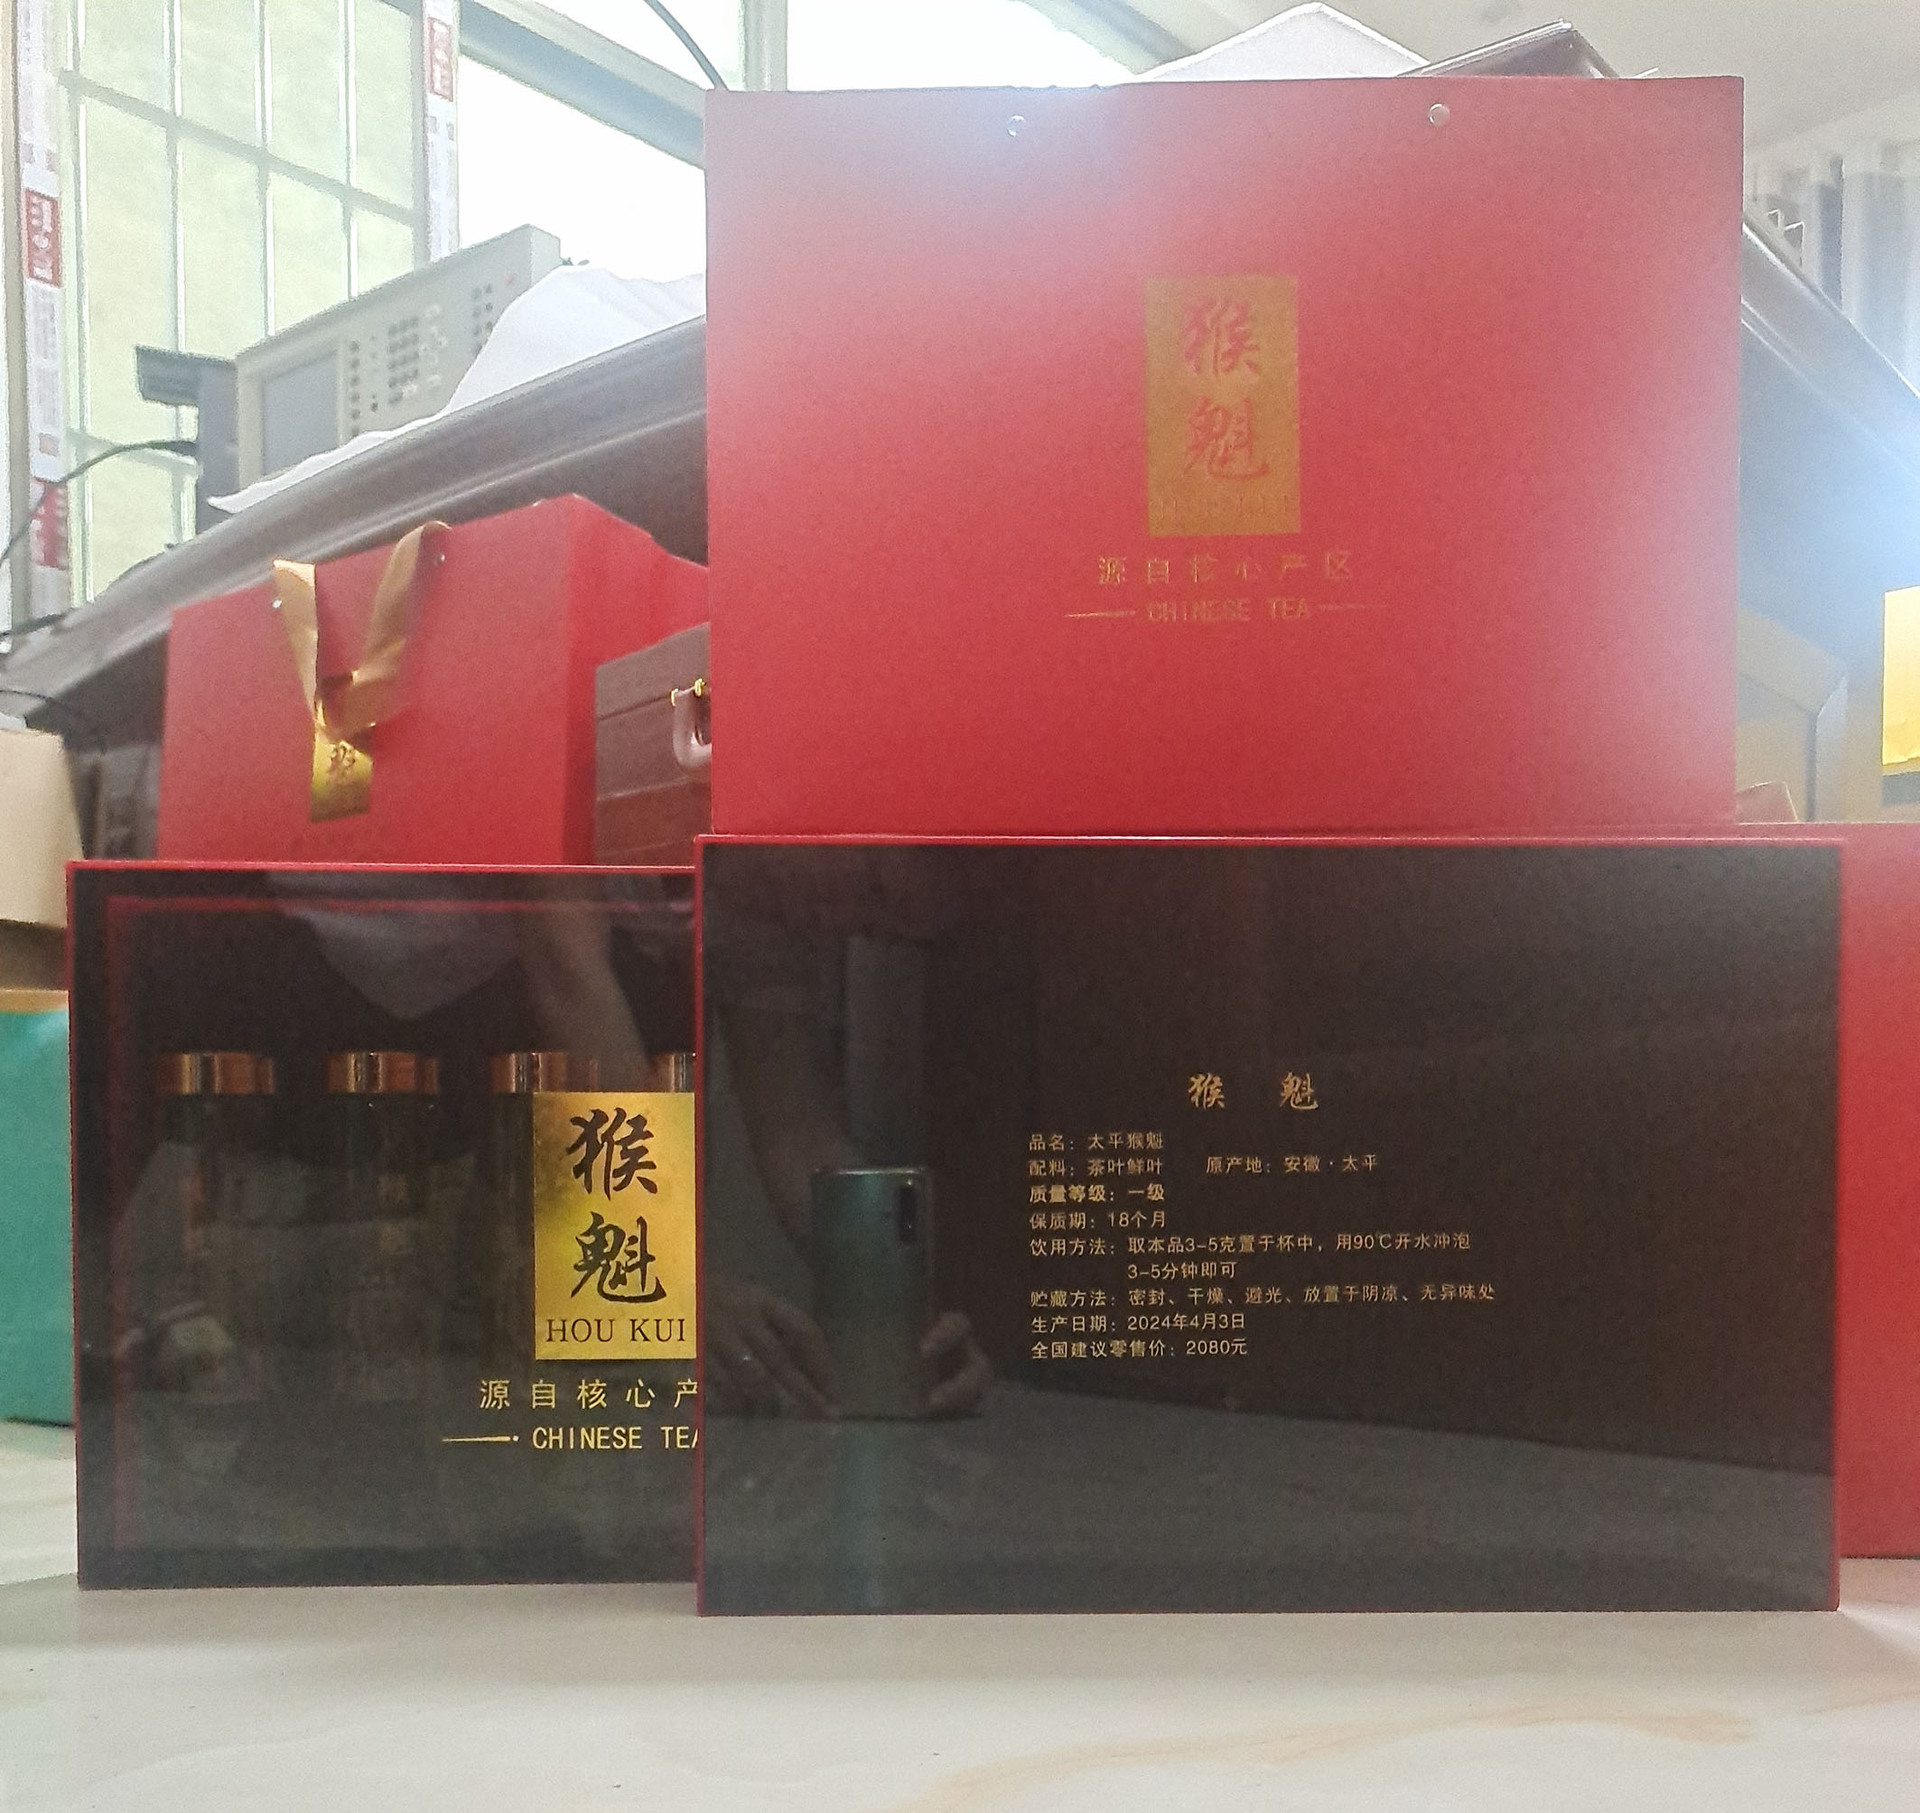 猴
魁
HOU KUI
源自核心产区
CHINESE TEA
魁
猴
魁
HOU KUI
源自核心产
CHINESE TEA
猴 魁
品名：太平猴魁
配料：茶叶鲜叶 原产地：安徽·太平
质量等级：一级
保质期：18个月
饮用方法：取本品3-5克置于杯中，用90℃开水冲泡
3-5分钟即可
贮藏方法：密封、干燥、避光、放置于阴凉、无异味处
生产日期：2024年4月3日
全国建议零售价：2080元